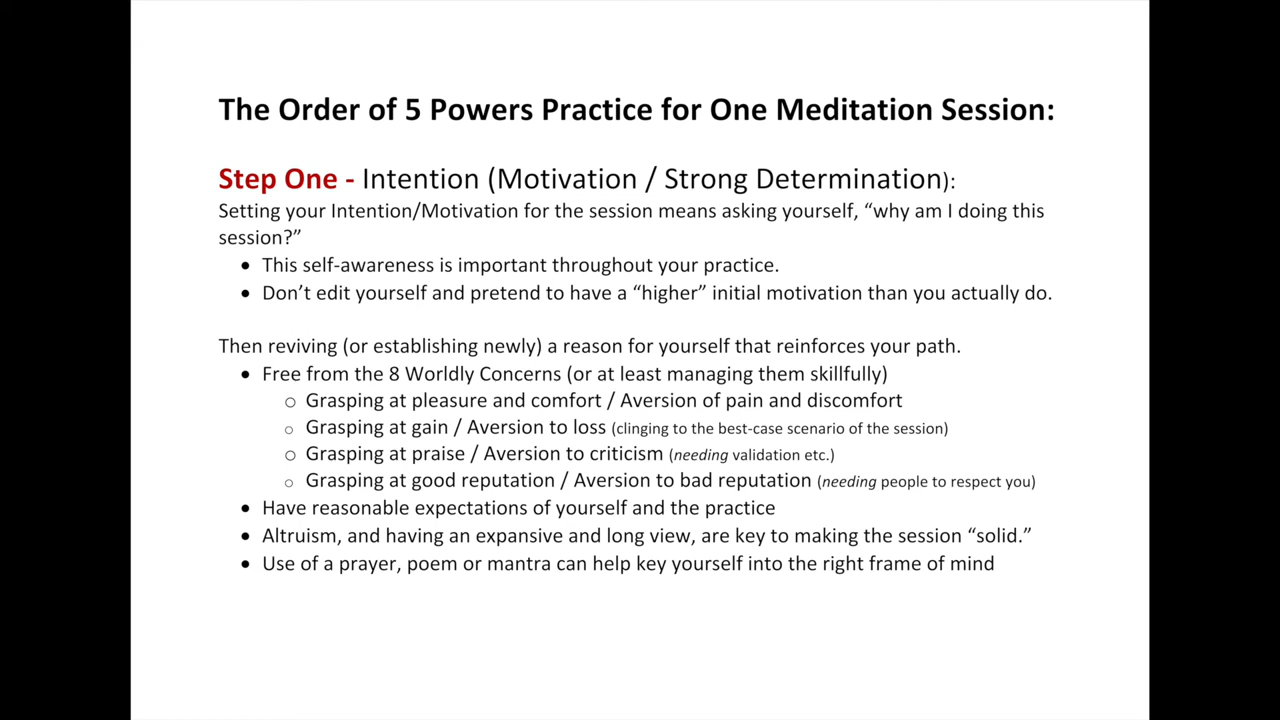 The Order of 5 Powers Practice for One Meditation Session:
Step One - Intention (Motivation / Strong Determination):
Setting your Intention/Motivation for the session means asking yourself, “why am I doing this
session?”
• This self-awareness is important throughout your practice.
• Don’t edit yourself and pretend to have a “higher” initial motivation than you actually do.
Then reviving (or establishing newly) a reason for yourself that reinforces your path.
• Free from the 8 Worldly Concerns (or at least managing them skillfully)
o Grasping at pleasure and comfort / Aversion of pain and discomfort
o Grasping at gain / Aversion to loss (clinging to the best-case scenario of the session)
o Grasping at praise / Aversion to criticism (needing validation etc.)
o Grasping at good reputation / Aversion to bad reputation (needing people to respect you)
• Have reasonable expectations of yourself and the practice
• Altruism, and having an expansive and long view, are key to making the session “solid.”
• Use of a prayer, poem or mantra can help key yourself into the right frame of mind